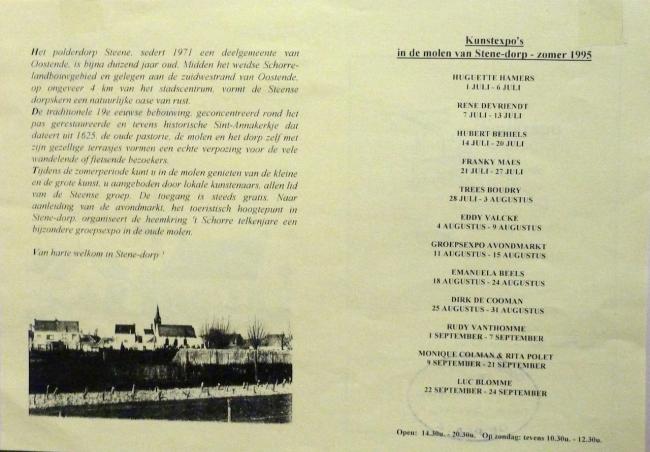 Het polderdorp Steene, sedert 1971 een deelgemeente van
Oostende, is bijna duizend jaar oud. Midden het weidse Schorre-
landbouwgebied en gelegen aan de zuidwestrand van Oostende,
op ongeveer 4 km van het stadscentrum, vormt de Steense
dorpskern een natuurlijke oase van rust.
De traditionele 19e eeuwse bebouwing, geconcentreerd rond het
pas gerestaureerde en tevens historische Sint-Annakerkje dat
dateert uit 1625, de oude pastorie, de molen en het dorp zelf met
zijn gezellige terrasjes vormen een echte verpozing voor de vele
wandelende of fietsende bezoekers.
Tijdens de zomerperiode kunt u in de molen genieten van de kleine
en de grote kunst, u aangeboden door lokale kunstenaars, allen lid
van de Steense groep. De toegang is steeds gratis. Naar
aanleiding van de avondmarkt, het toeristisch hoogtepunt in
Stene-dorp, organiseert de heemkring 't Schorre telkenjare een
bijzondere groepsexpo in de oude molen.
Van harte welkom in Stene-dorp !
Kunstexpo's
in de molen van Stene-dorp - zomer 1995
HUGUETTE HAMERS
1 JULI - 6 JULI
RENE DEVRIENDT
7 JULI - 13 JULI
HUBERT BEHIELS
14 JULI - 20 JULI
FRANKY MAES
21 JULI - 27 JULI
TREES BOUDRY
28 JULI - 3 AUGUSTUS
EDDY VALCKE
4 AUGUSTUS - 9 AUGUSTUS
GROEPSEXPO AVONDMARKT
11 AUGUSTUS - 15 AUGUSTUS
EMANUELA BEELS
18 AUGUSTUS - 24 AUGUSTUS
DIRK DE COOMAN
25 AUGUSTUS - 31 AUGUSTUS
RUDY VANTHOMME
1 SEPTEMBER - 7 SEPTEMBER
MONIQUE COLMAN & RITA POLET
9 SEPTEMBER - 21 SEPTEMBER
LUC BLOMME
22 SEPTEMBER - 24 SEPTEMBER
Open: 14.30u. - 20.30u. Op zondag: tevens 10.30u. - 12.30u.